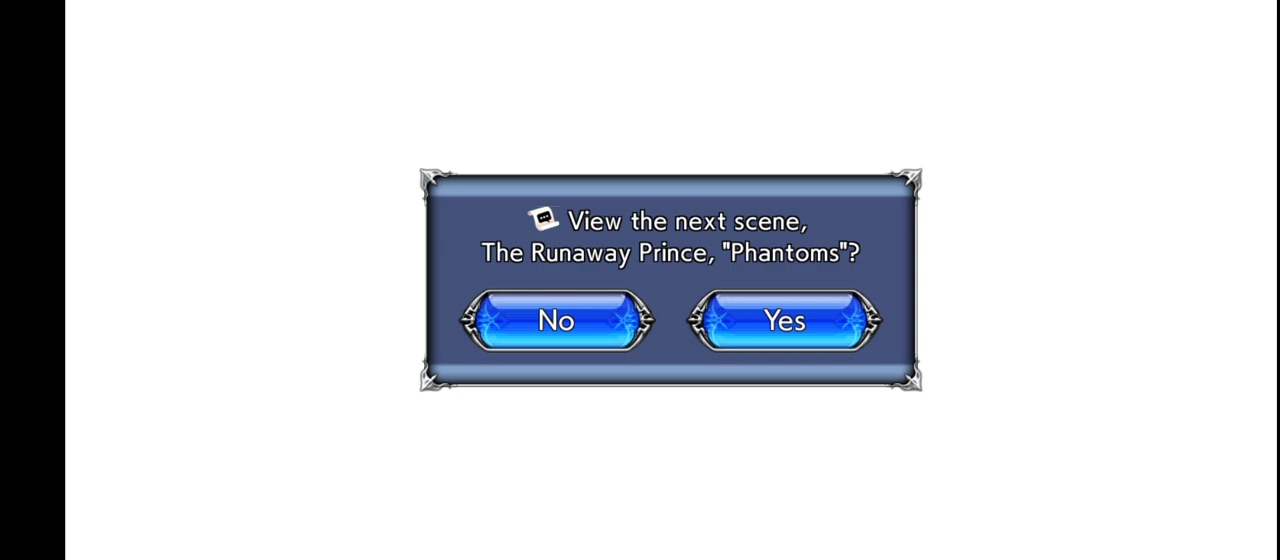 View the next scene,
The Runaway Prince, "Phantoms"?
No
Yes